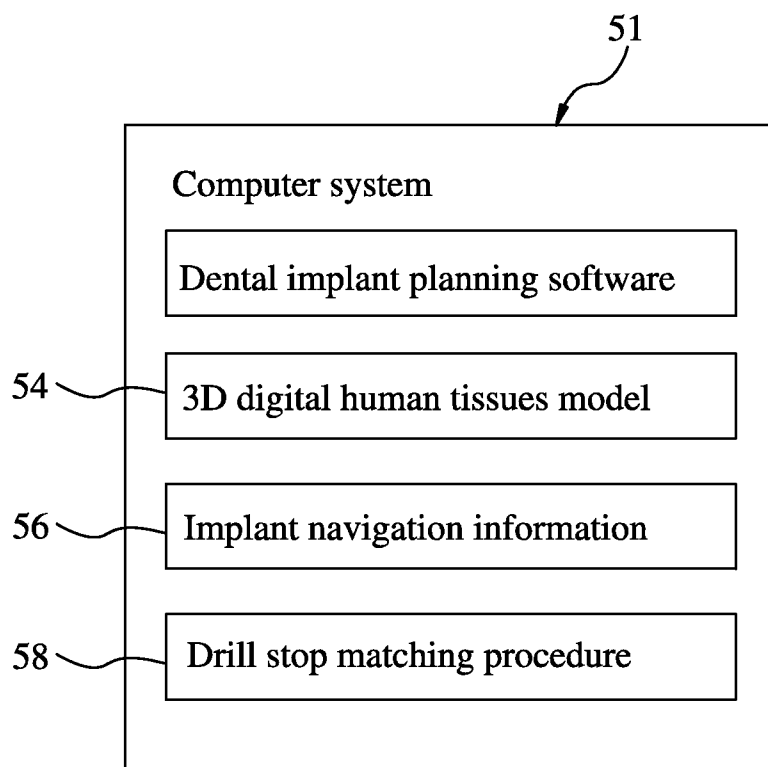 51
Computer system
Dental implant planning software
54
3D digital human tissues model
56
Implant navigation information
58
Drill stop matching procedure